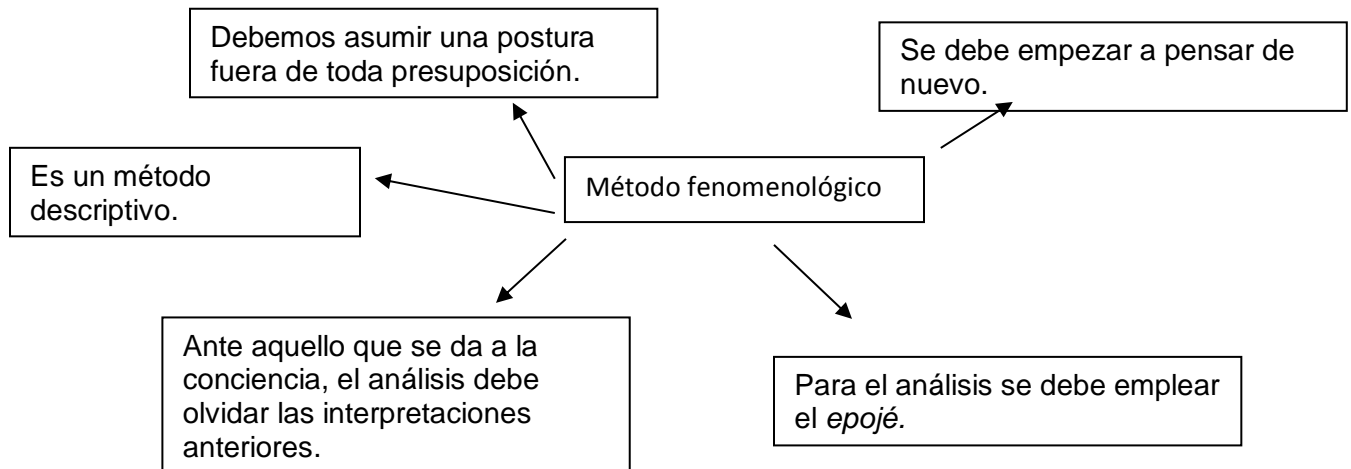 Debemos asumir una postura
fuera de toda presuposición.
Se debe empezar a pensar de
nuevo.
Es un método
descriptivo.
Método fenomenológico
Ante aquello que se da a la
conciencia, el análisis debe
olvidar las interpretaciones
anteriores.
Para el análisis se debe emplear
el epojé.